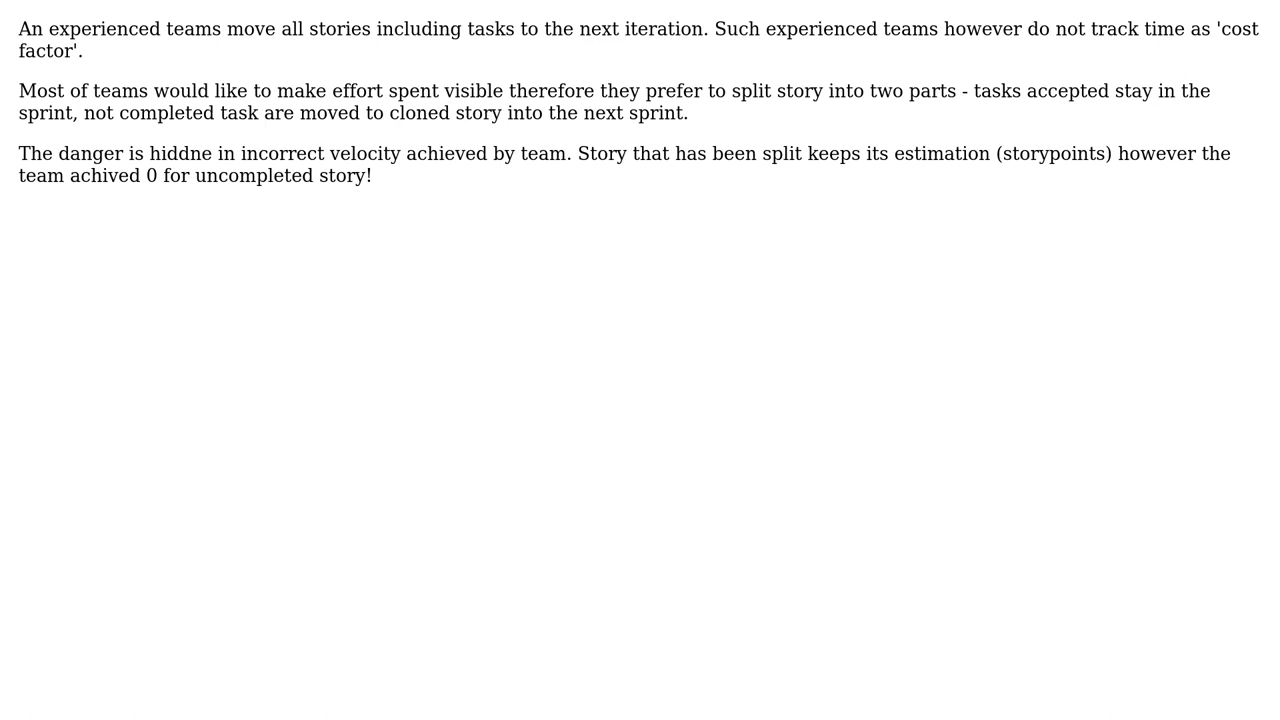 An experienced teams move all stories including tasks to the next iteration. Such experienced teams however do not track time as 'cost
factor'.
Most of teams would like to make effort spent visible therefore they prefer to split story into two parts - tasks accepted stay in the
sprint, not completed task are moved to cloned story into the next sprint.
The danger is hiddne in incorrect velocity achieved by team. Story that has been split keeps its estimation (storypoints) however the
team achived 0 for uncompleted story!